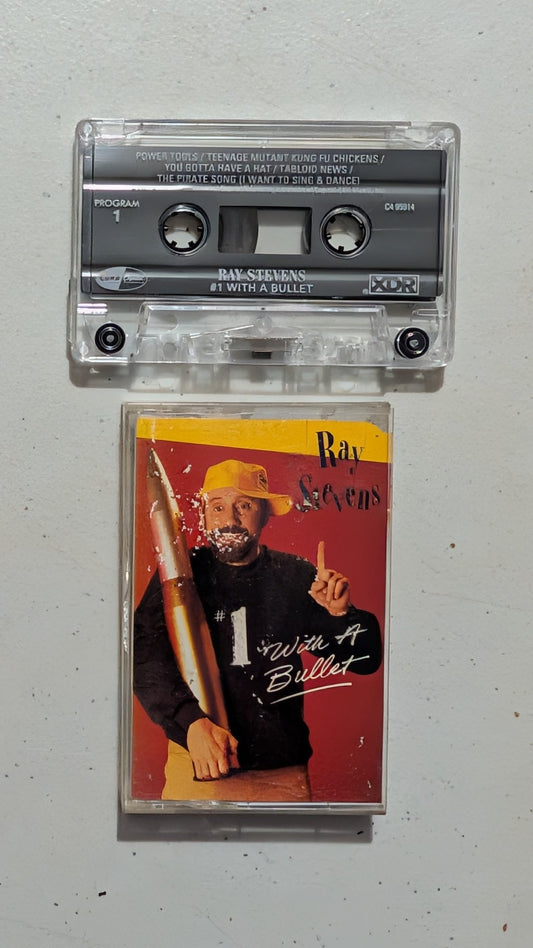 POWER TOOLS / TEENAGE MUTANT KUNG FU CHICKENS /
YOU GOTTA HAVE A HAT / TABLOID NEWS /
THE PIRATE SONG (I WANT TO SING & DANCE)
PROGRAM
1
C4 95914
RAY STEVENS
#1 WITH A BULLET
XDR®
Ray
Stevens
#1
With A
Bullet